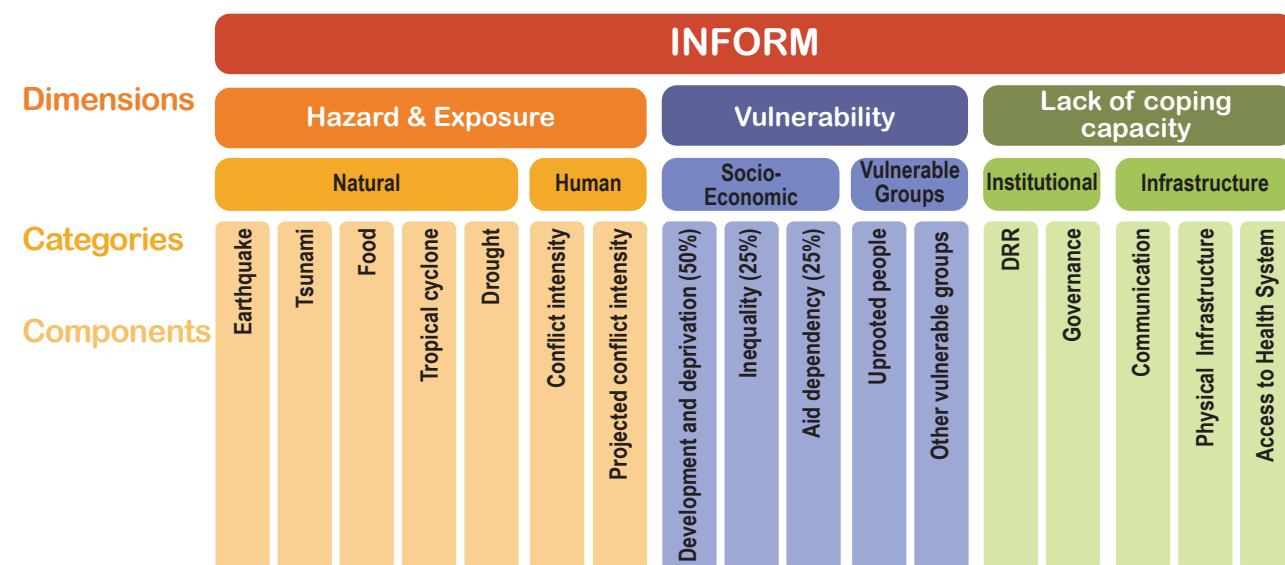 INFORM
Dimensions
Hazard & Exposure
Vulnerability
Lack of coping
capacity
Categories
Natural
Human
Socio-
Economic
Vulnerable
Groups
Institutional
Infrastructure
Components
Earthquake
Tsunami
Food
Tropical cyclone
Drought
Conflict intensity
Projected conflict intensity
Development and deprivation (50%)
Inequality (25%)
Aid dependency (25%)
Uprooted people
Other vulnerable groups
DRR
Governance
Communication
Physical Infrastructure
Access to Health System